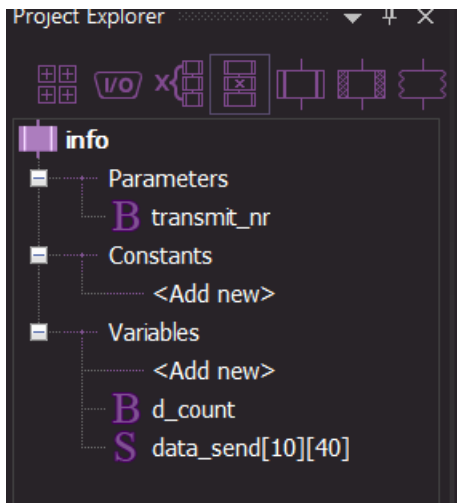 Project Explorer
I/O
X
x
info
Parameters
B transmit_nr
Constants
<Add new>
Variables
<Add new>
B d_count
S data_send[10][40]